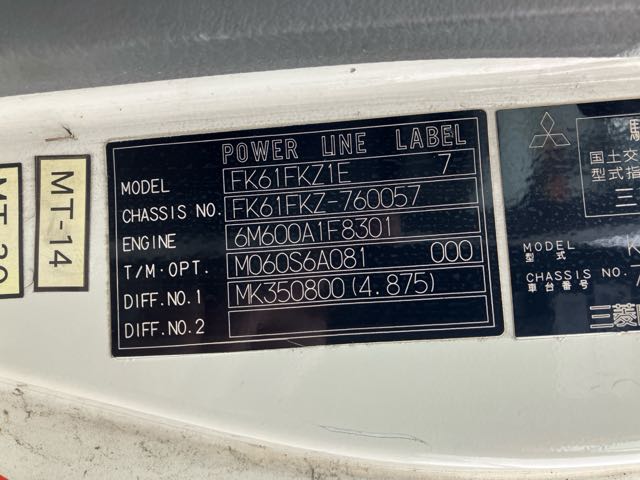 POWER LINE LABEL
MODEL FK61FKZ1E 7
CHASSIS NO. FK61FKZ-760057
ENGINE 6M600A1F8301
T/M・OPT. M060S6A081 000
DIFF.NO.1 MK350800(4.875)
DIFF.NO.2
MT-14
国土交
型式指
三
MODEL K
型式
CHASSIS NO.
車台番号
三菱